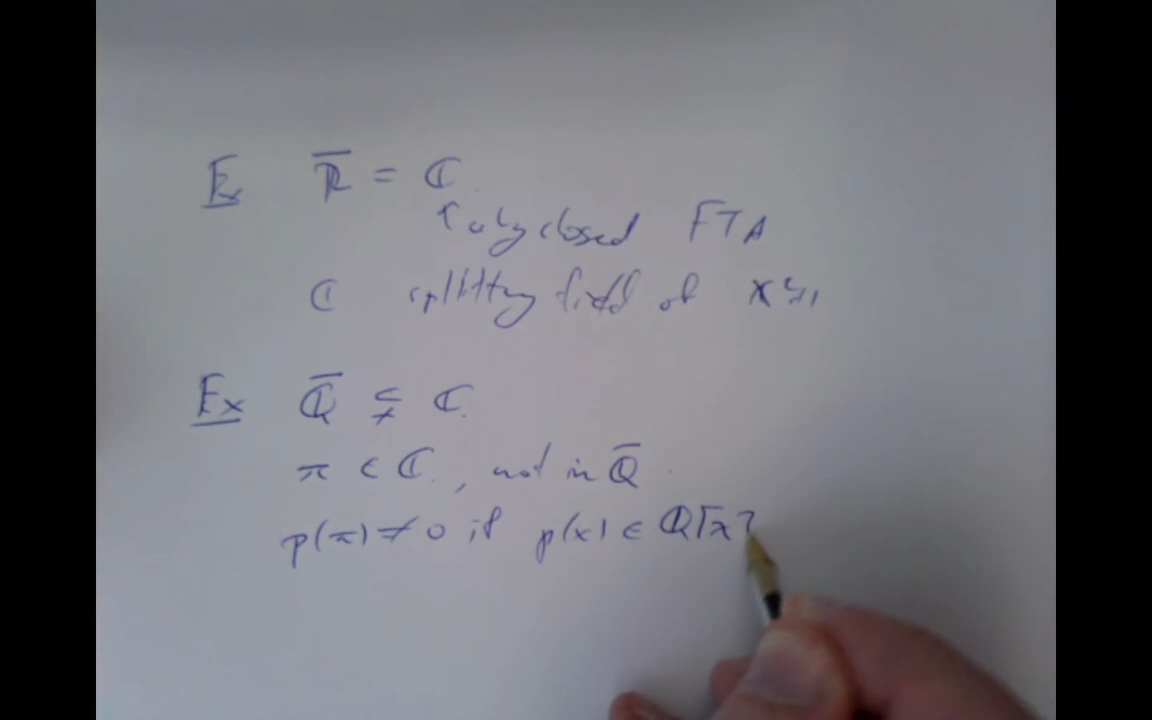 Ex R̅ = ℂ.
↑ alg closed FTA
ℂ splitting field of x²+1
Ex ℚ̅ ⊊ ℂ.
π ∈ ℂ, not in ℚ̅.
p(π) ≠ 0 if p(x) ∈ ℚ[x]